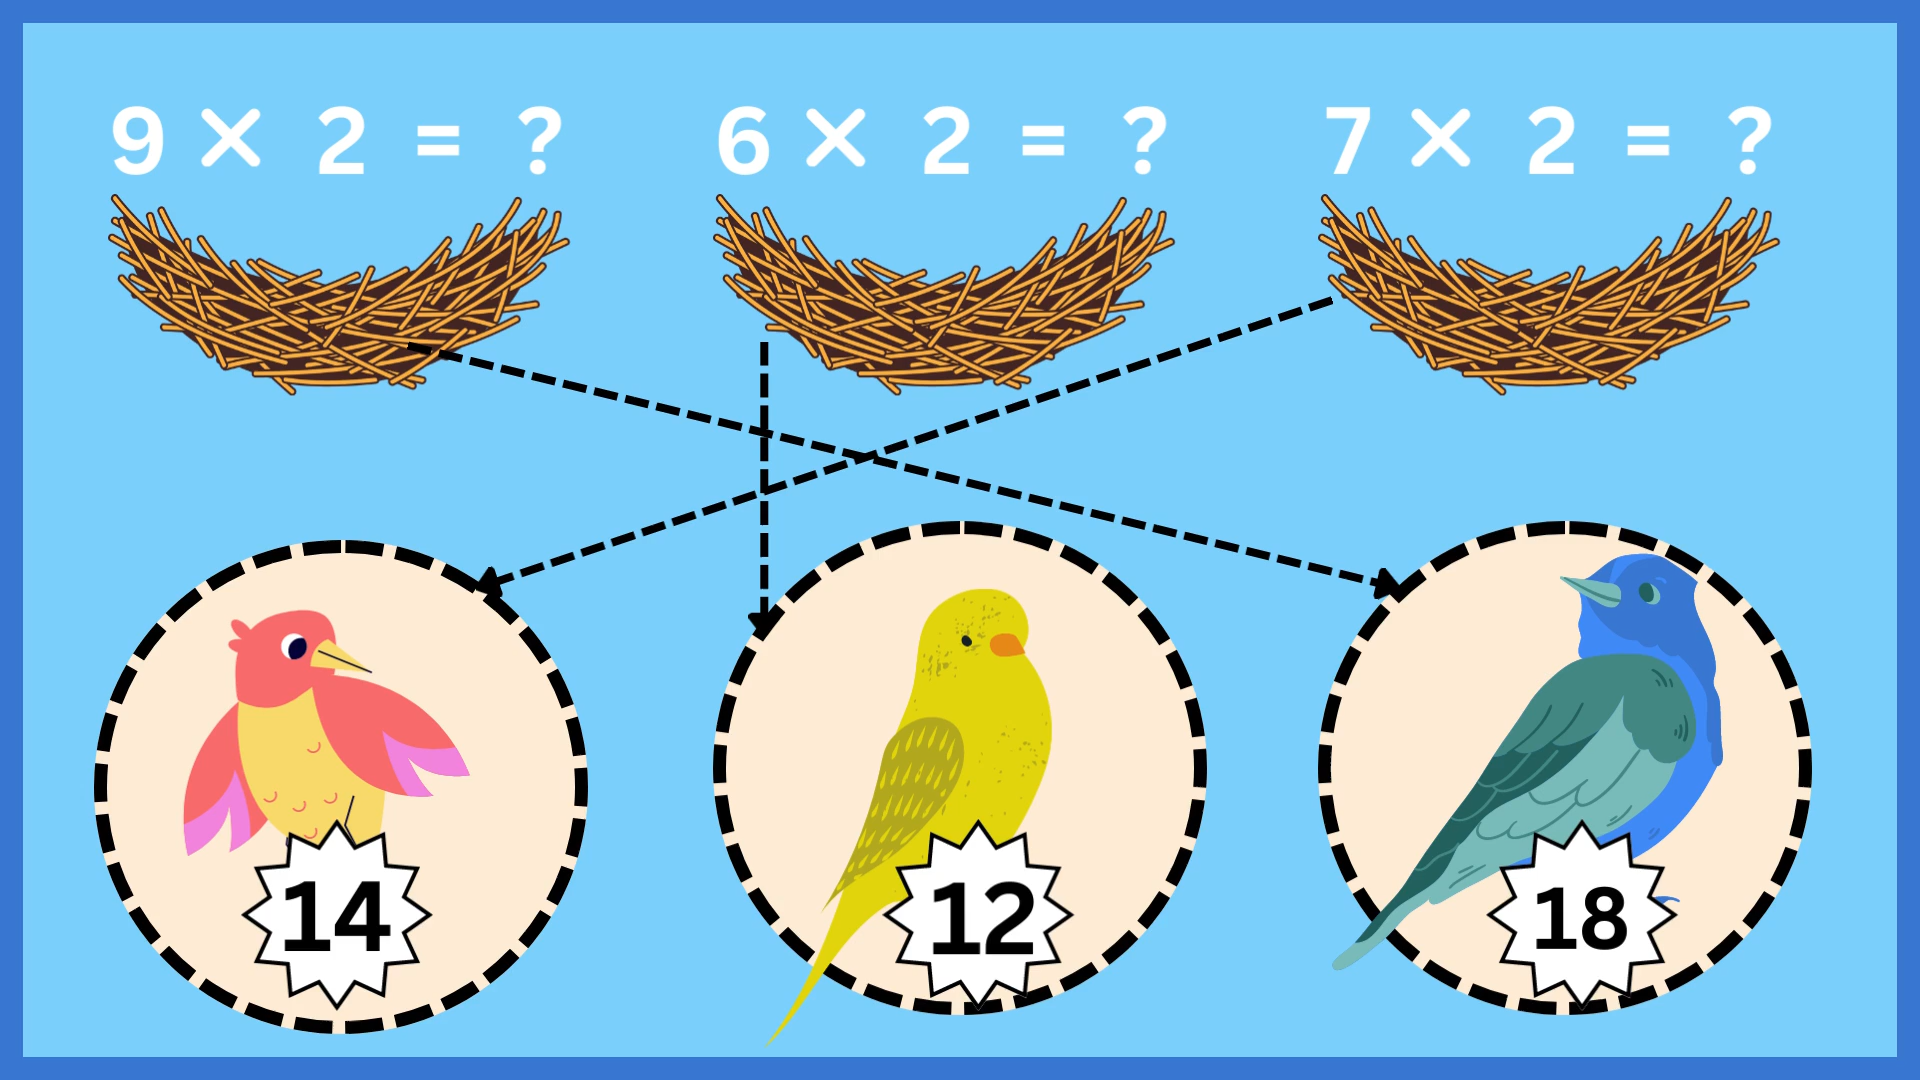 9 × 2 = ?
6 × 2 = ?
7 × 2 = ?
14
12
18